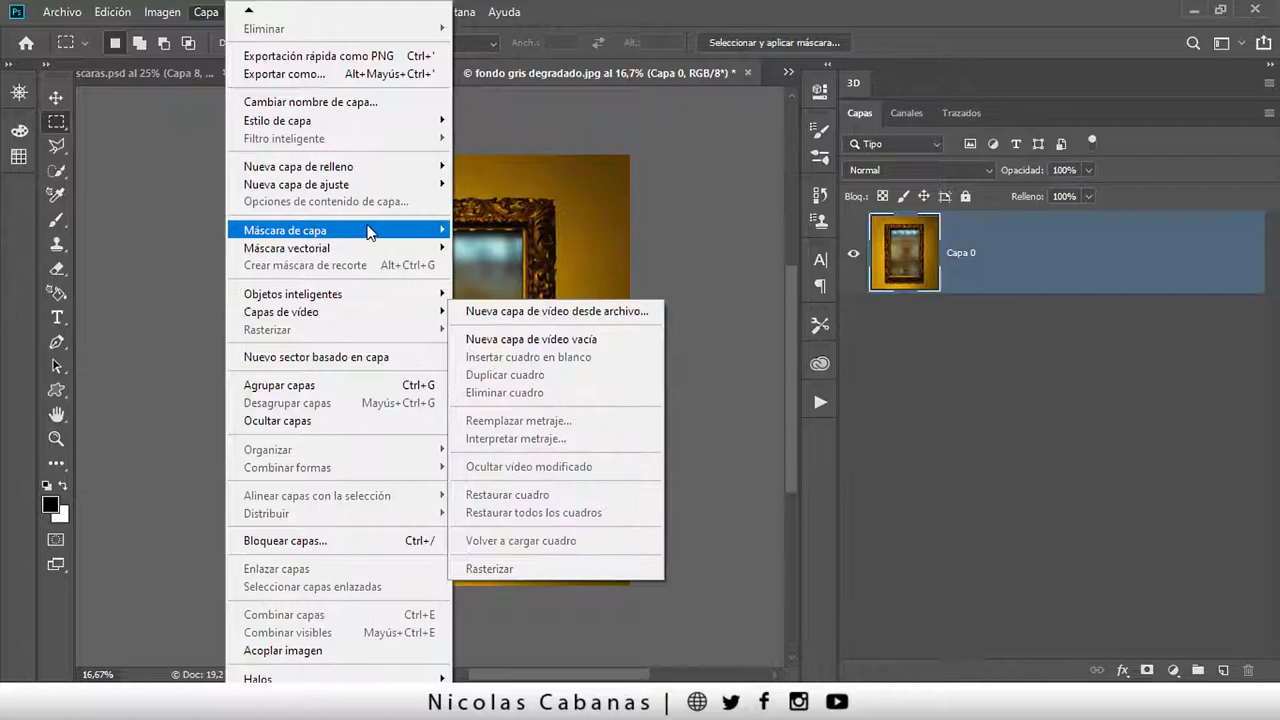 Ps Archivo Edición Imagen Capa tana Ayuda
Anch.: Alt.: Seleccionar y aplicar máscara...
scaras.psd al 25% (Capa 8, ...
© fondo gris degradado.jpg al 16,7% (Capa 0, RGB/8*) *
Eliminar
Exportación rápida como PNG Ctrl+'
Exportar como... Alt+Mayús+Ctrl+'
Cambiar nombre de capa...
Estilo de capa
Filtro inteligente
Nueva capa de relleno
Nueva capa de ajuste
Opciones de contenido de capa...
Máscara de capa
Máscara vectorial
Crear máscara de recorte Alt+Ctrl+G
Objetos inteligentes
Capas de vídeo
Rasterizar
Nuevo sector basado en capa
Agrupar capas Ctrl+G
Desagrupar capas Mayús+Ctrl+G
Ocultar capas
Organizar
Combinar formas
Alinear capas con la selección
Distribuir
Bloquear capas... Ctrl+/
Enlazar capas
Seleccionar capas enlazadas
Combinar capas Ctrl+E
Combinar visibles Mayús+Ctrl+E
Acoplar imagen
Halos
Nueva capa de vídeo desde archivo...
Nueva capa de vídeo vacía
Insertar cuadro en blanco
Duplicar cuadro
Eliminar cuadro
Reemplazar metraje...
Interpretar metraje...
Ocultar vídeo modificado
Restaurar cuadro
Restaurar todos los cuadros
Volver a cargar cuadro
Rasterizar
3D
Capas Canales Trazados
Tipo
Normal Opacidad: 100%
Bloq.: Relleno: 100%
Capa 0
16,67% Doc: 19,2
Nicolas Cabanas |